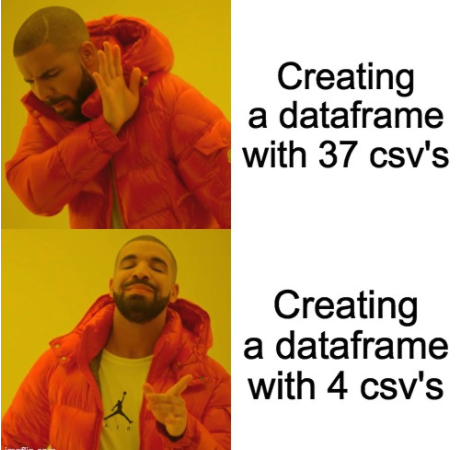 Creating
a dataframe
with 37 csv's
Creating
a dataframe
with 4 csv's